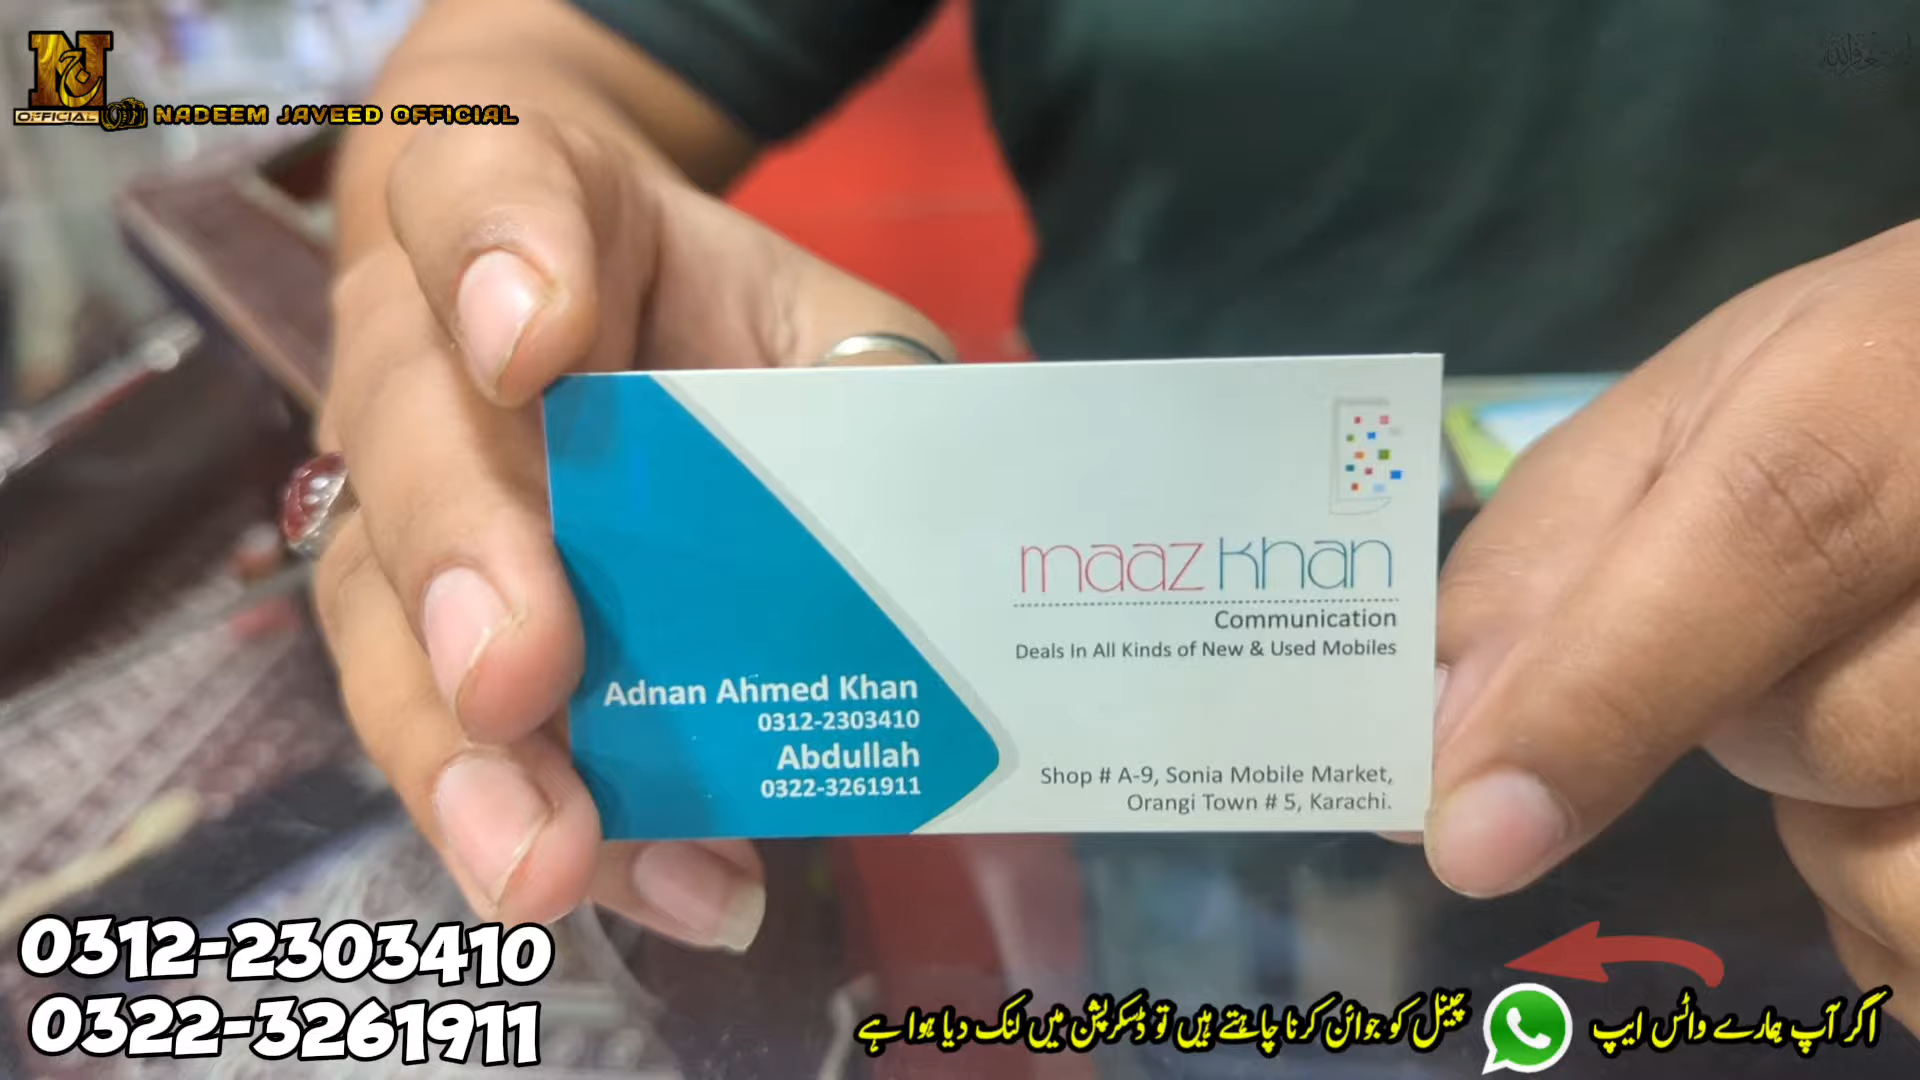 N
OFFICIAL
NADEEM JAVEED OFFICIAL
maaz khan
Communication
Deals In All Kinds of New & Used Mobiles
Adnan Ahmed Khan
0312-2303410
Abdullah
0322-3261911
Shop # A-9, Sonia Mobile Market,
Orangi Town # 5, Karachi.
0312-2303410
0322-3261911
اگر آپ ہمارے واٹس ایپ چینل کو جوائن کرنا چاہتے ہیں تو ڈسکرپشن میں لنک دیا ہوا ہے